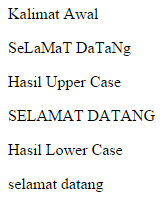 Kalimat Awal
SeLaMaT DaTaNg
Hasil Upper Case
SELAMAT DATANG
Hasil Lower Case
selamat datang